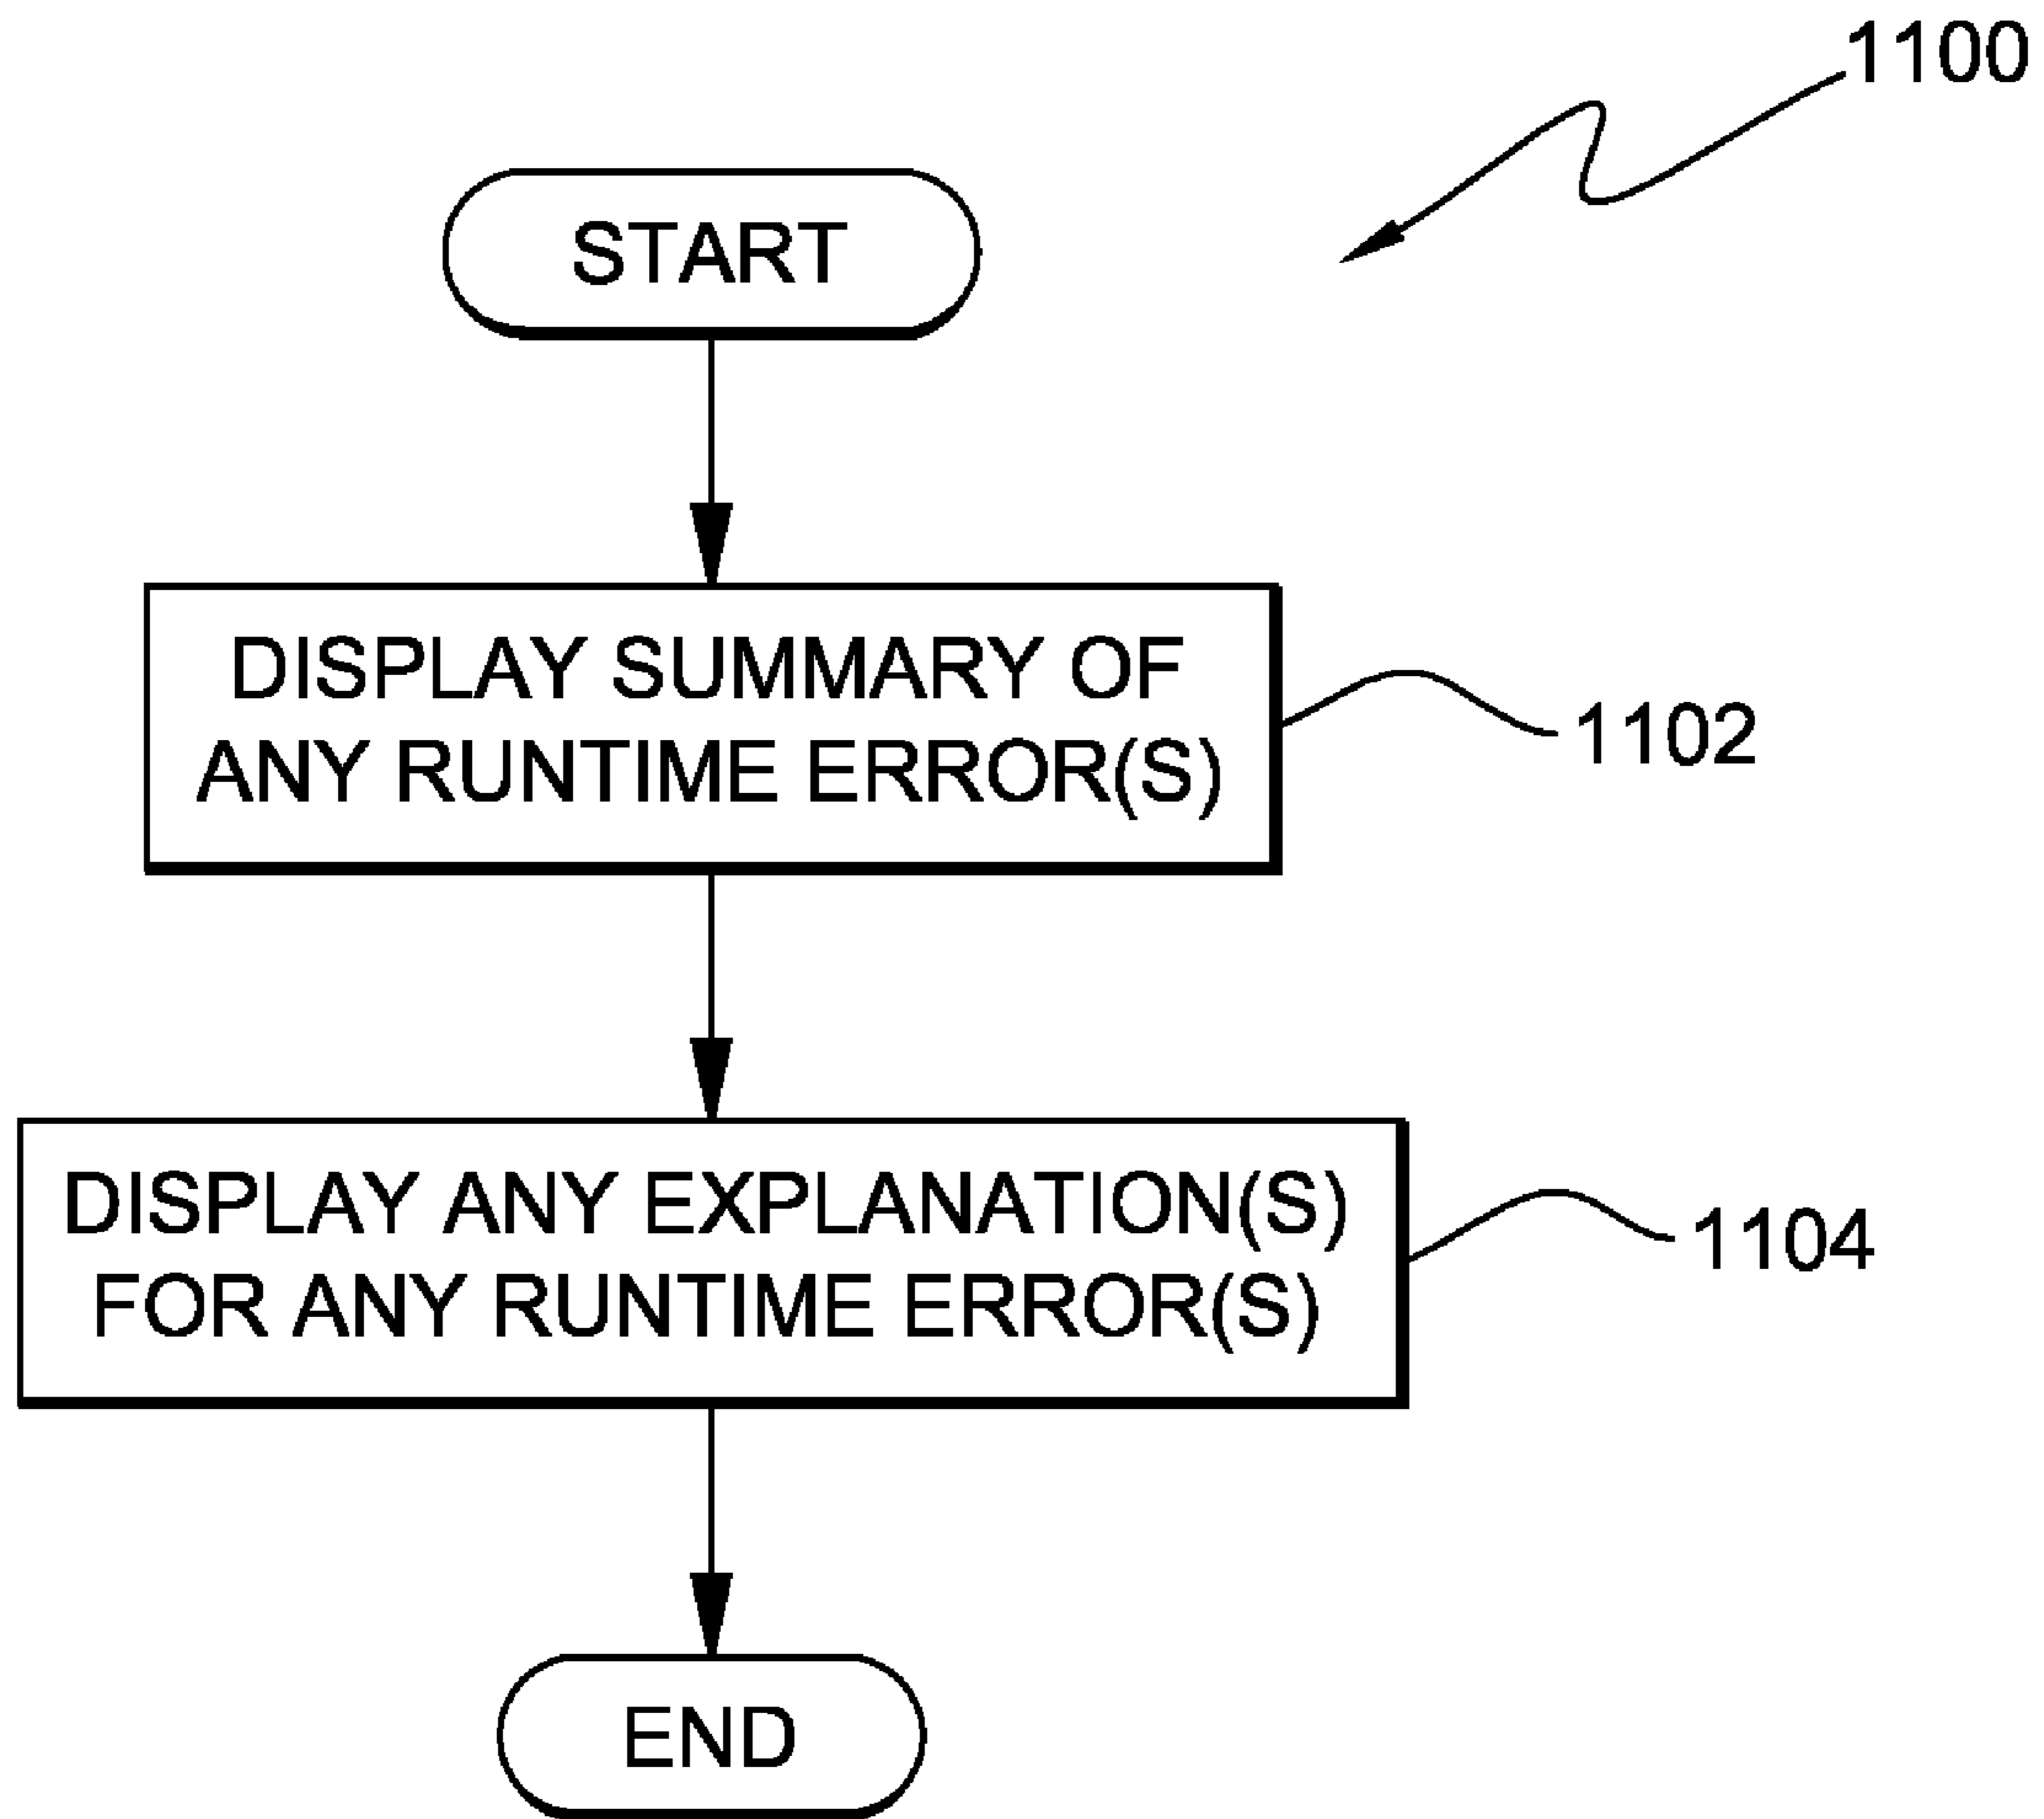 1100
START
DISPLAY SUMMARY OF
ANY RUNTIME ERROR(S)
1102
DISPLAY ANY EXPLANATION(S)
FOR ANY RUNTIME ERROR(S)
1104
END